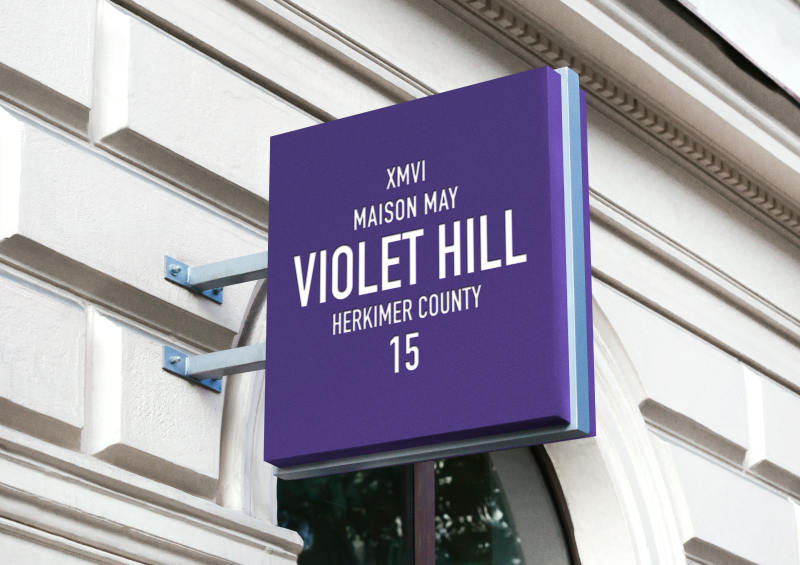 XMVI
MAISON MAY
VIOLET HILL
HERKIMER COUNTY
15